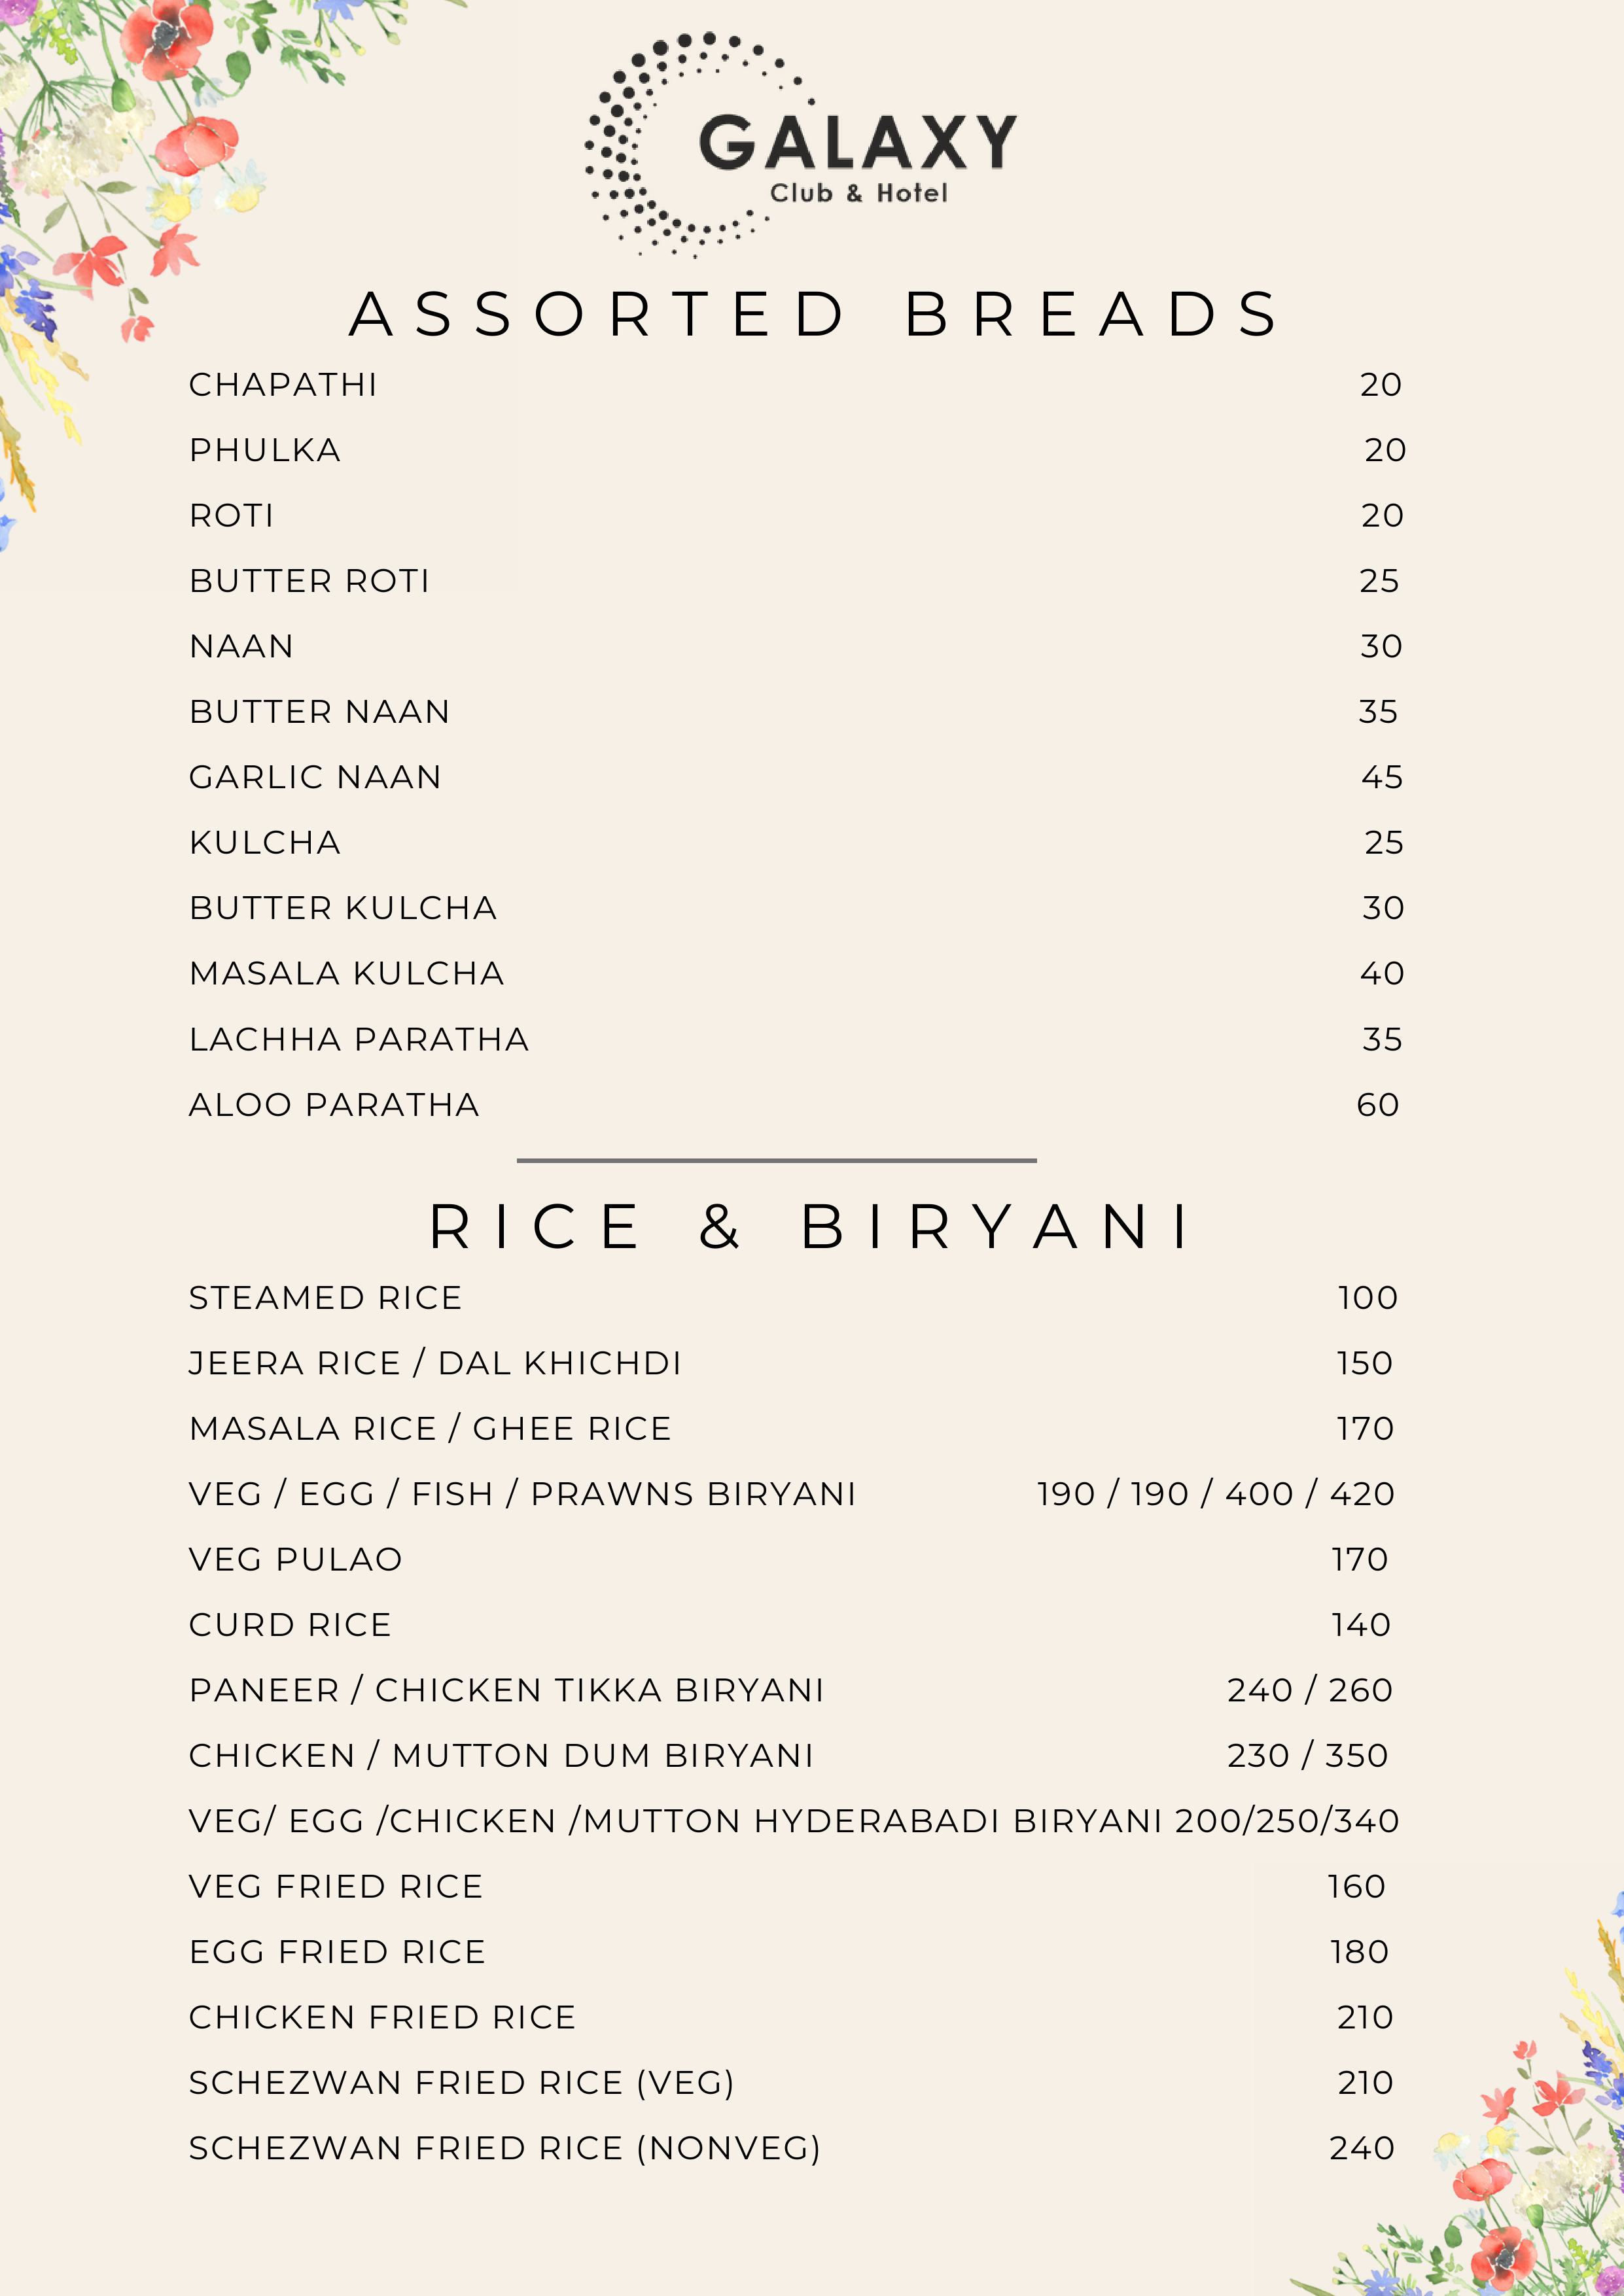 GALAXY
Club & Hotel
ASSORTED BREADS
CHAPATHI 20
PHULKA 20
ROTI 20
BUTTER ROTI 25
NAAN 30
BUTTER NAAN 35
GARLIC NAAN 45
KULCHA 25
BUTTER KULCHA 30
MASALA KULCHA 40
LACHHA PARATHA 35
ALOO PARATHA 60
RICE & BIRYANI
STEAMED RICE 100
JEERA RICE / DAL KHICHDI 150
MASALA RICE / GHEE RICE 170
VEG / EGG / FISH / PRAWNS BIRYANI 190 / 190 / 400 / 420
VEG PULAO 170
CURD RICE 140
PANEER / CHICKEN TIKKA BIRYANI 240 / 260
CHICKEN / MUTTON DUM BIRYANI 230 / 350
VEG/ EGG /CHICKEN /MUTTON HYDERABADI BIRYANI 200/250/340
VEG FRIED RICE 160
EGG FRIED RICE 180
CHICKEN FRIED RICE 210
SCHEZWAN FRIED RICE (VEG) 210
SCHEZWAN FRIED RICE (NONVEG) 240